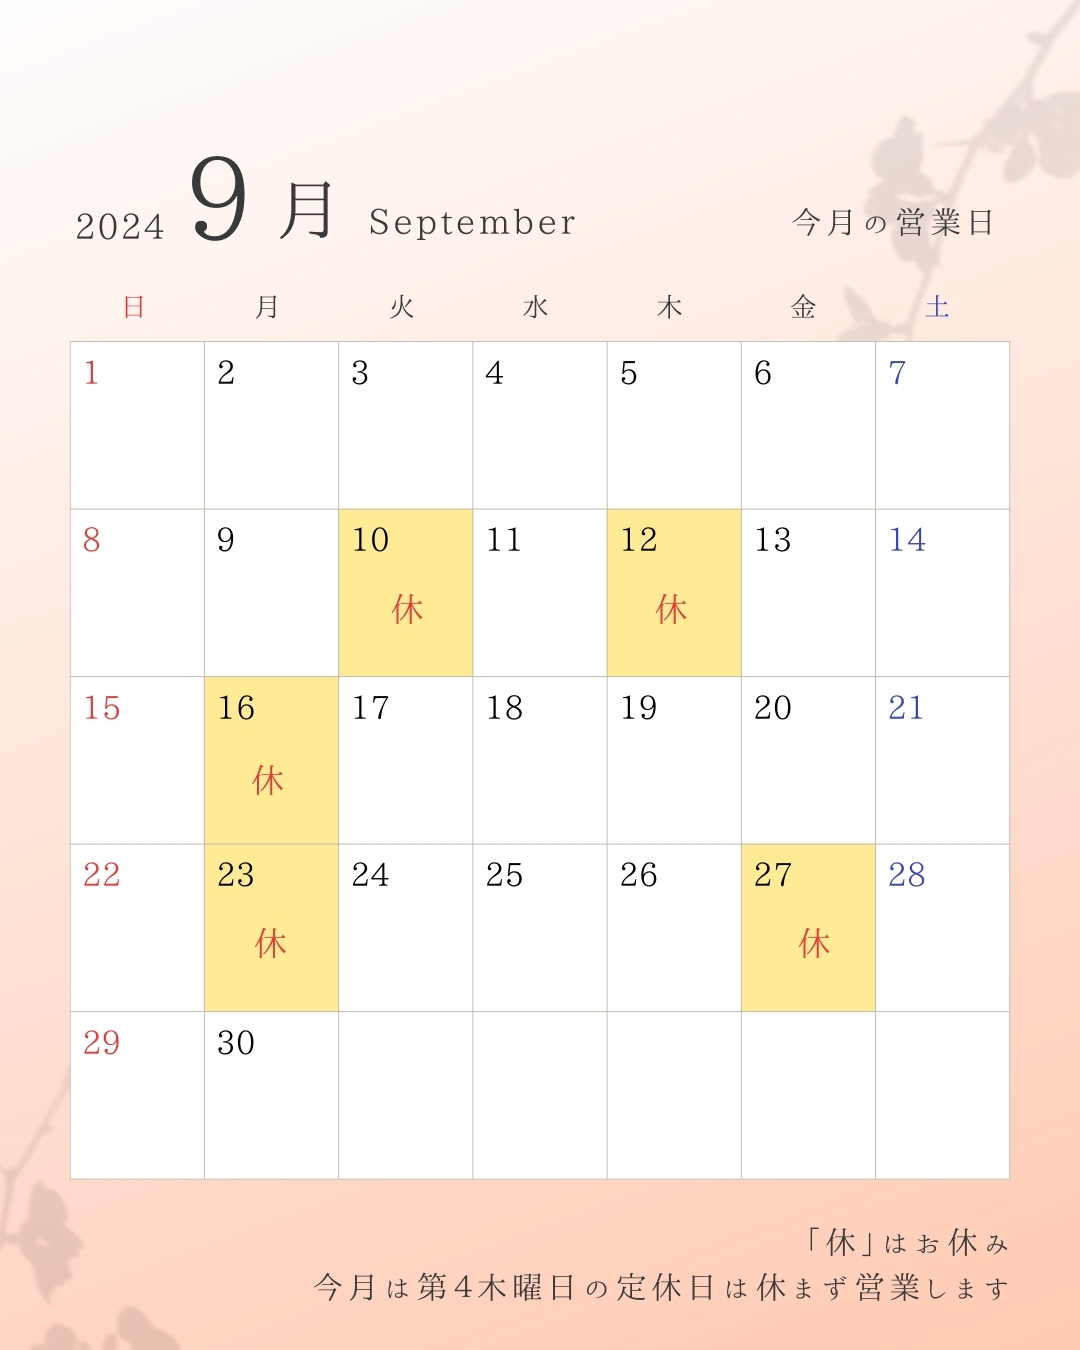 2024 9月 September 今月の営業日
日 月 火 水 木 金 土
1 2 3 4 5 6 7
8 9 10 11 12 13 14
休 休
15 16 17 18 19 20 21
休
22 23 24 25 26 27 28
休 休
29 30
「休」はお休み
今月は第4木曜日の定休日は休まず営業します